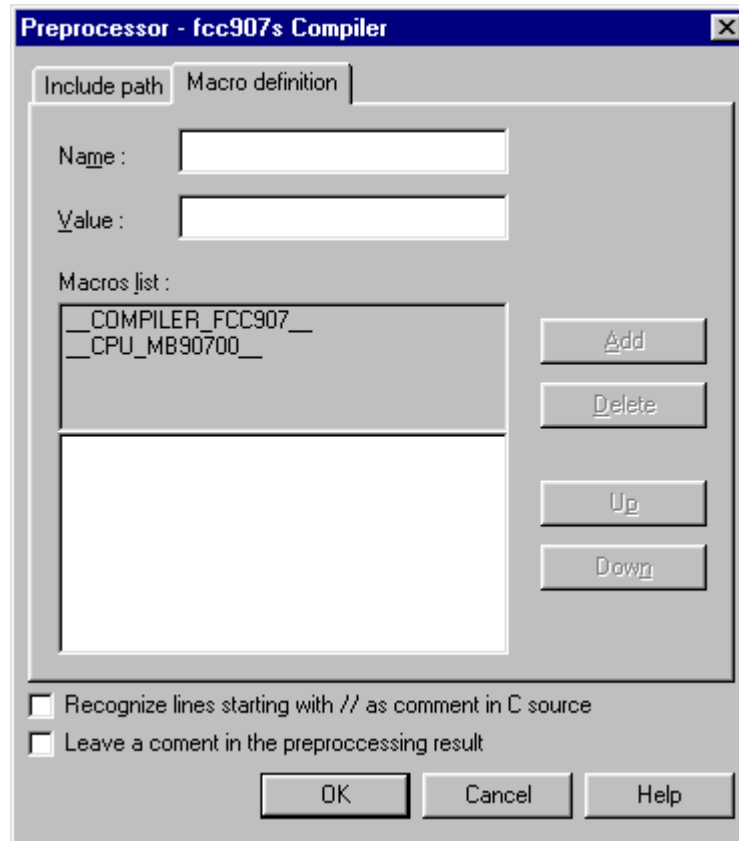 Preprocessor - fcc907s Compiler
Include path
Macro definition
Name :
Value :
Macros list :
__COMPILER_FCC907__
__CPU_MB90700__
Add
Delete
Up
Down
Recognize lines starting with // as comment in C source
Leave a coment in the preproccessing result
OK
Cancel
Help